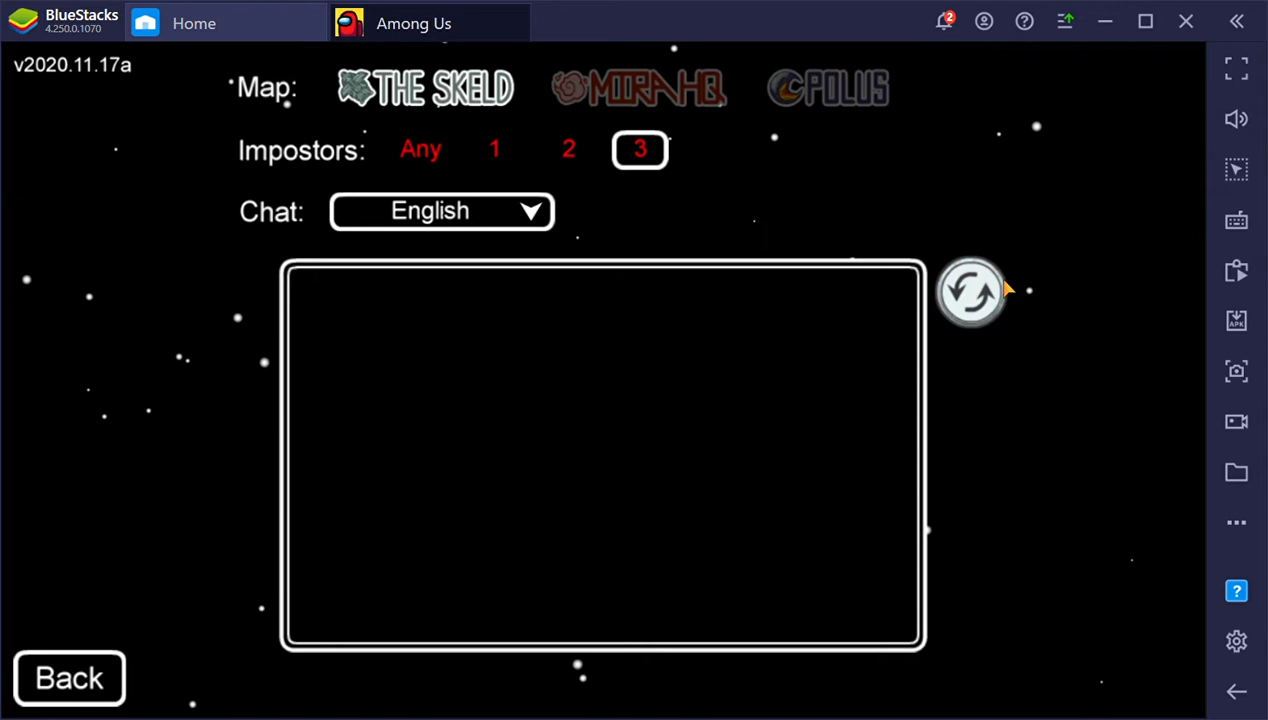 BlueStacks
4.250.0.1070
Home
Among Us
2
v2020.11.17a
Map: THE SKELD MIRA HQ POLUS
Impostors: Any 1 2 3
Chat: English
APK
?
Back